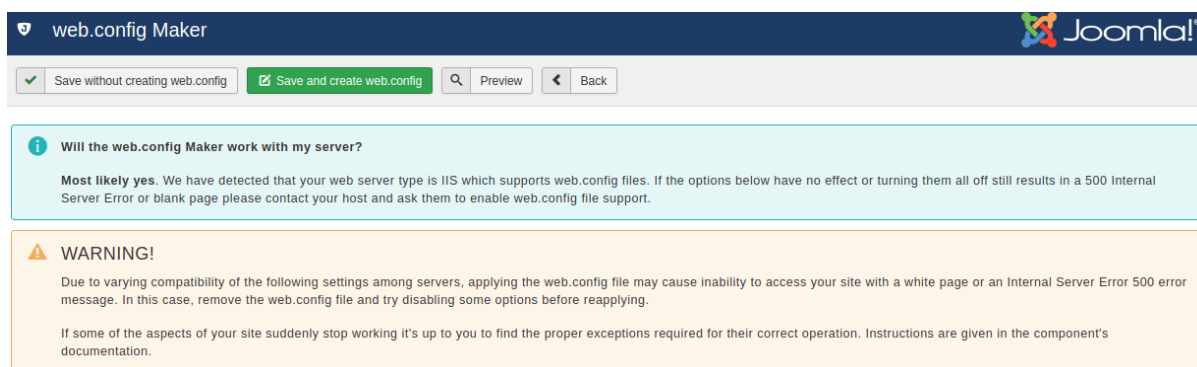 web.config Maker
Joomla!®
Save without creating web.config
Save and create web.config
Preview
Back
Will the web.config Maker work with my server?
Most likely yes. We have detected that your web server type is IIS which supports web.config files. If the options below have no effect or turning them all off still results in a 500 Internal
Server Error or blank page please contact your host and ask them to enable web.config file support.
WARNING!
Due to varying compatibility of the following settings among servers, applying the web.config file may cause inability to access your site with a white page or an Internal Server Error 500 error
message. In this case, remove the web.config file and try disabling some options before reapplying.
If some of the aspects of your site suddenly stop working it's up to you to find the proper exceptions required for their correct operation. Instructions are given in the component's
documentation.